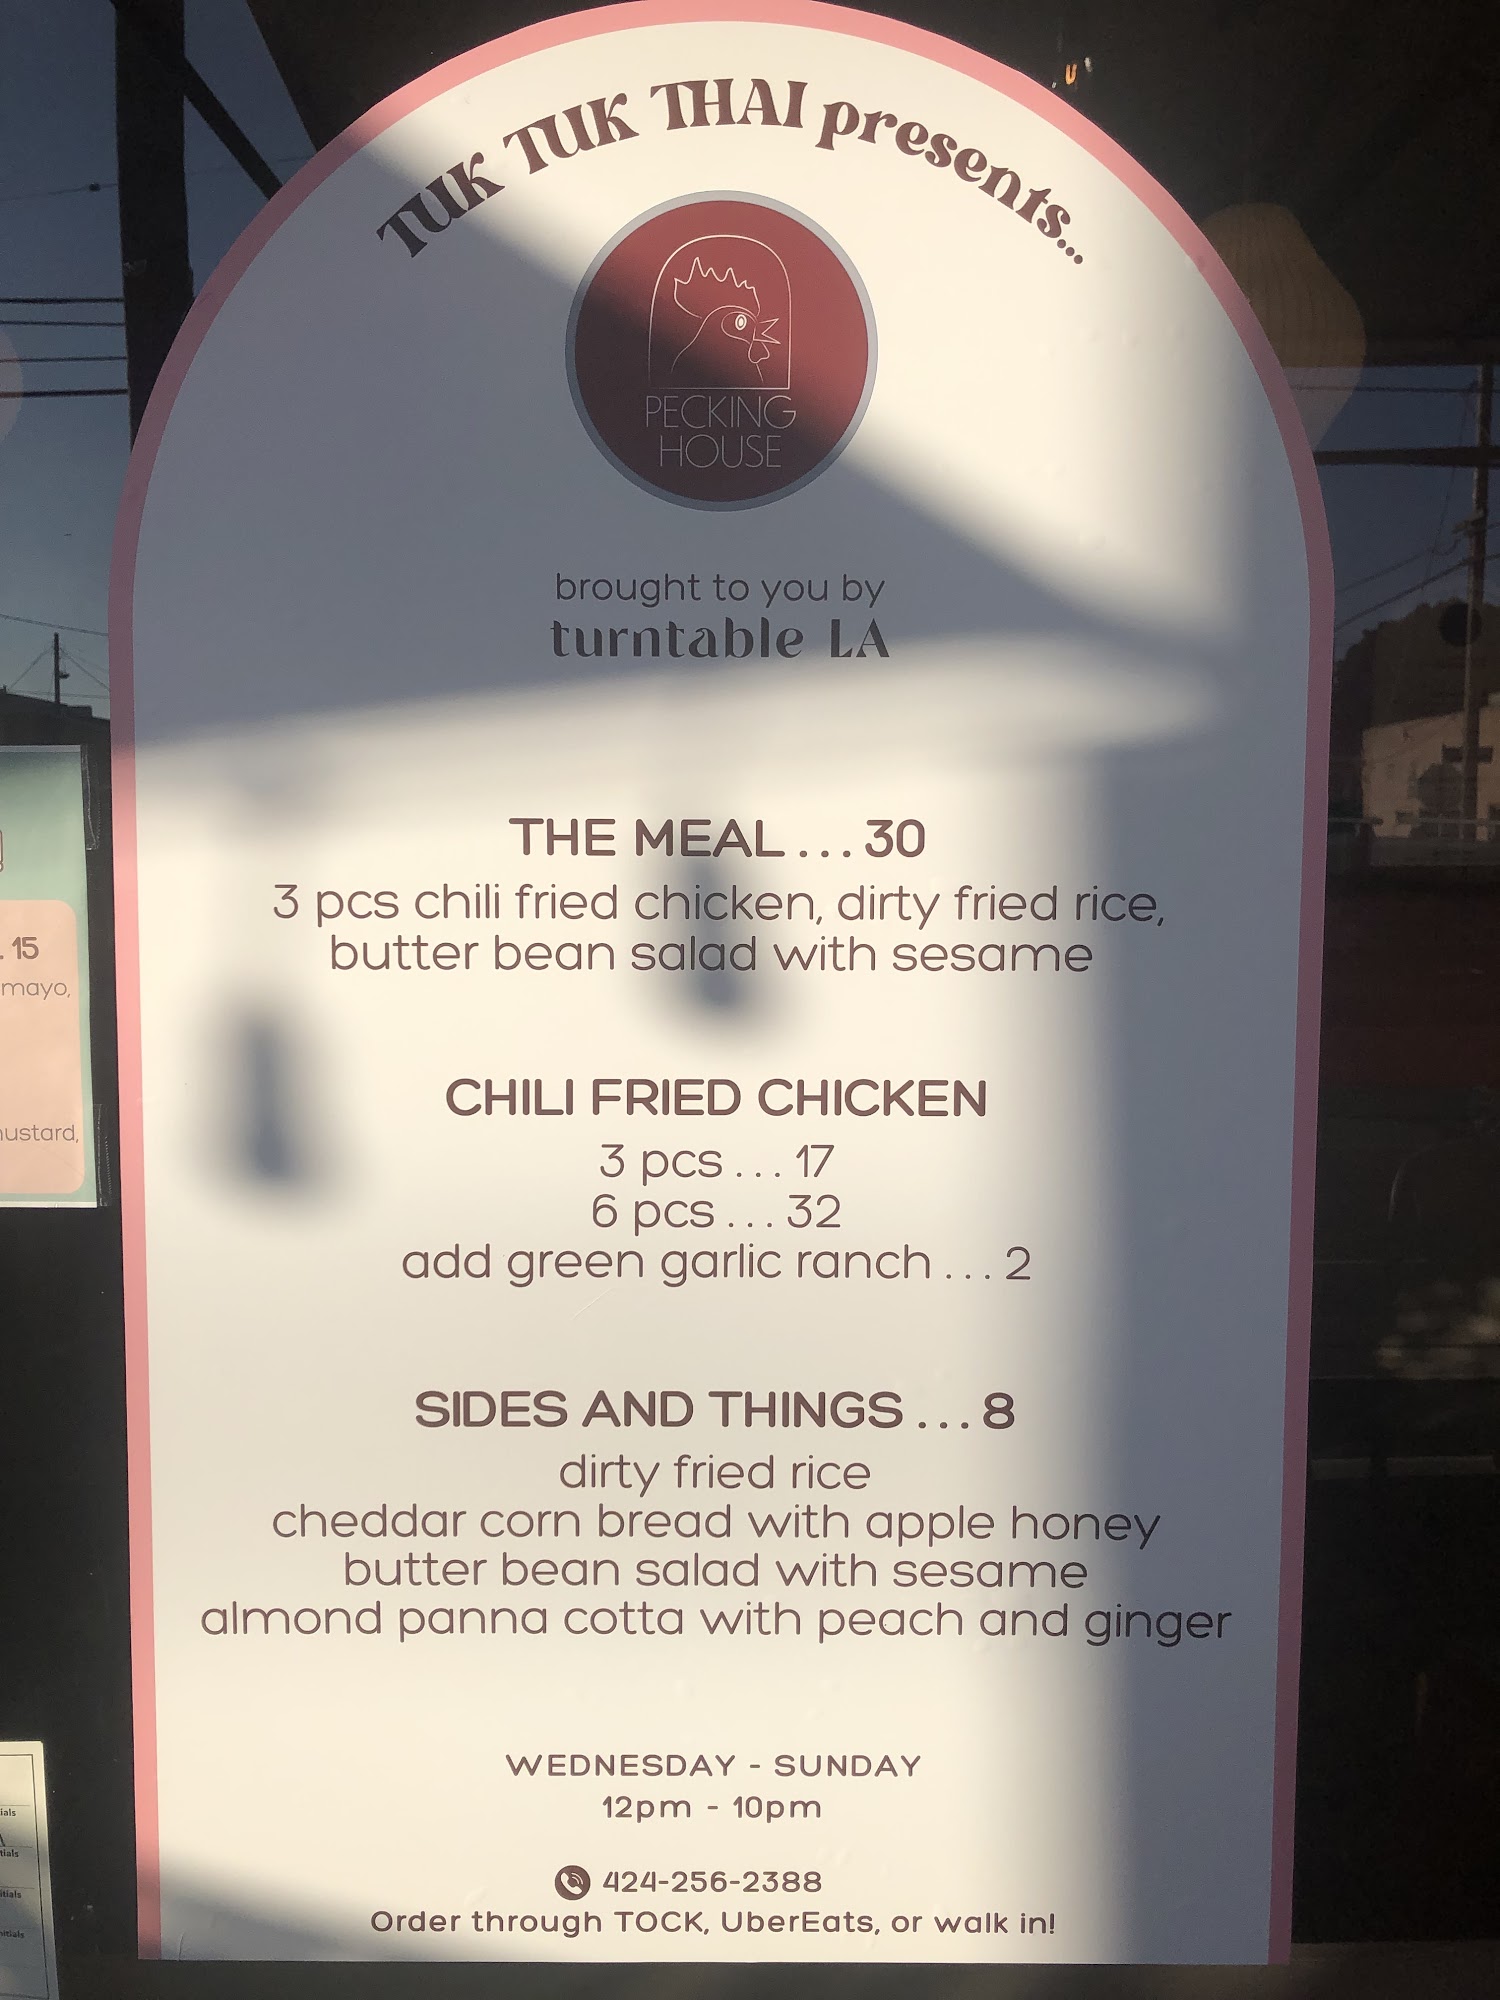 TUK TUK THAI presents...
PECKING
HOUSE
brought to you by
turntable LA
THE MEAL...30
3 pcs chili fried chicken, dirty fried rice,
butter bean salad with sesame
CHILI FRIED CHICKEN
3 pcs...17
6 pcs...32
add green garlic ranch...2
SIDES AND THINGS...8
dirty fried rice
cheddar corn bread with apple honey
butter bean salad with sesame
almond panna cotta with peach and ginger
WEDNESDAY - SUNDAY
12pm - 10pm
424-256-2388
Order through TOCK, UberEats, or walk in!
. 15
mayo,